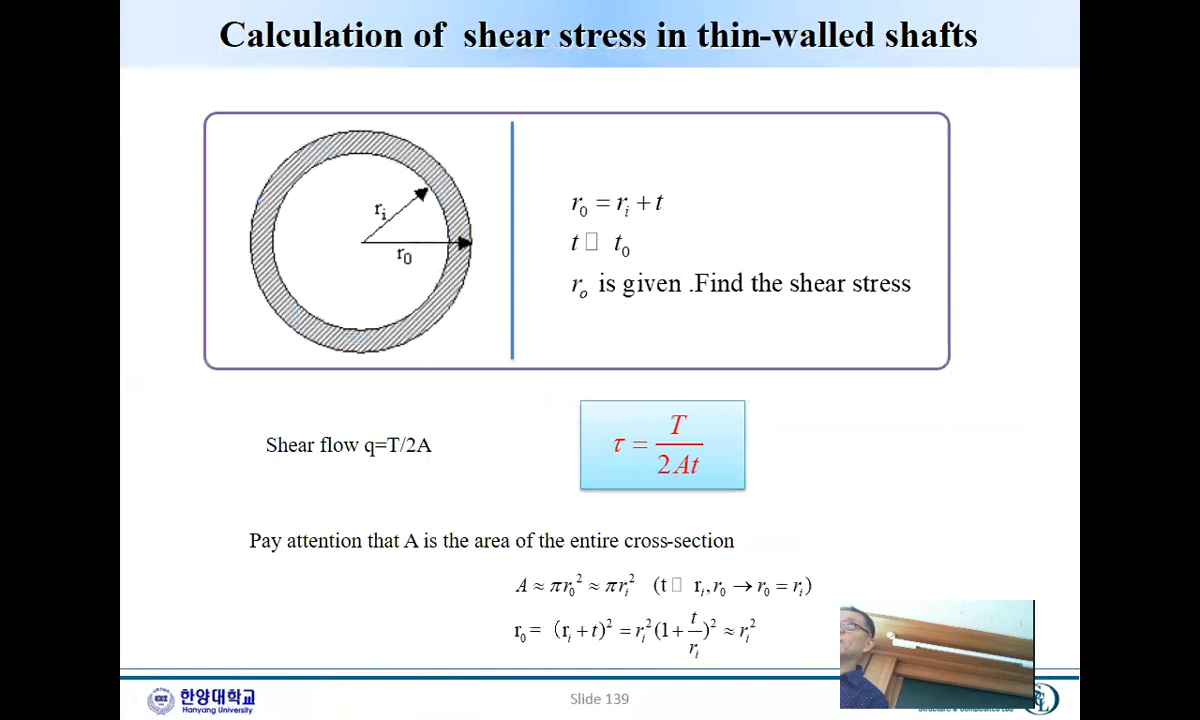 Calculation of shear stress in thin-walled shafts
rᵢ
r₀
r₀ = rᵢ + t
t □ t₀
rₒ is given .Find the shear stress
Shear flow q=T/2A
τ = T / 2At
Pay attention that A is the area of the entire cross-section
A ≈ πr₀² ≈ πrᵢ² (t □ rᵢ, r₀ → r₀ = rᵢ)
r₀ = (rᵢ + t)² = rᵢ²(1 + t/rᵢ)² ≈ rᵢ²
한양대학교
Hanyang University
Slide 139